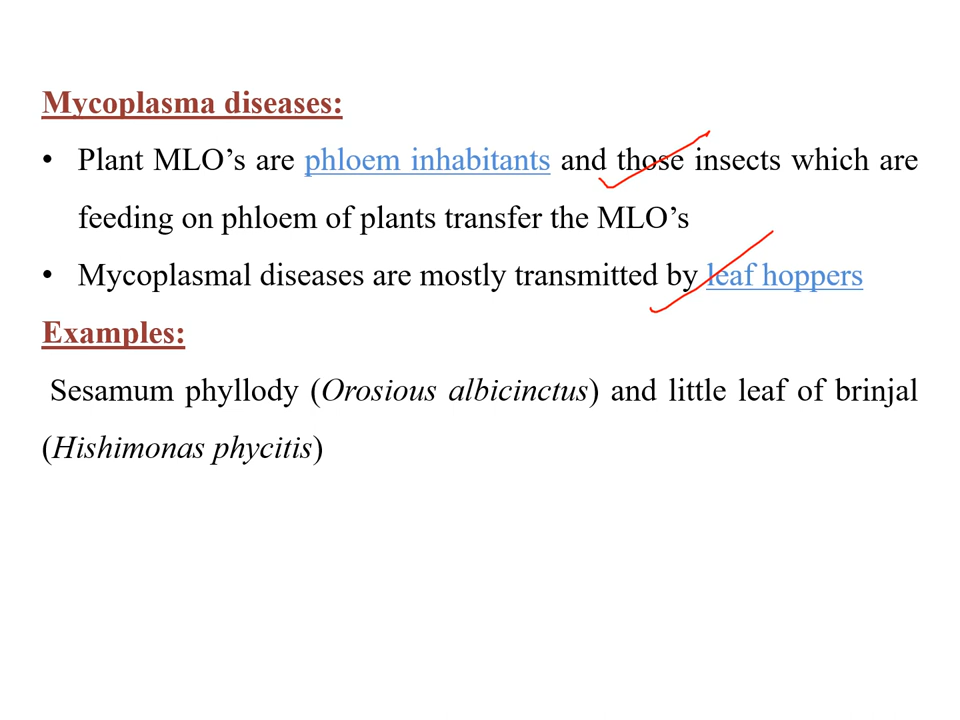 Mycoplasma diseases:
• Plant MLO’s are phloem inhabitants and those insects which are
feeding on phloem of plants transfer the MLO’s
• Mycoplasmal diseases are mostly transmitted by leaf hoppers
Examples:
Sesamum phyllody (Orosious albicinctus) and little leaf of brinjal
(Hishimonas phycitis)